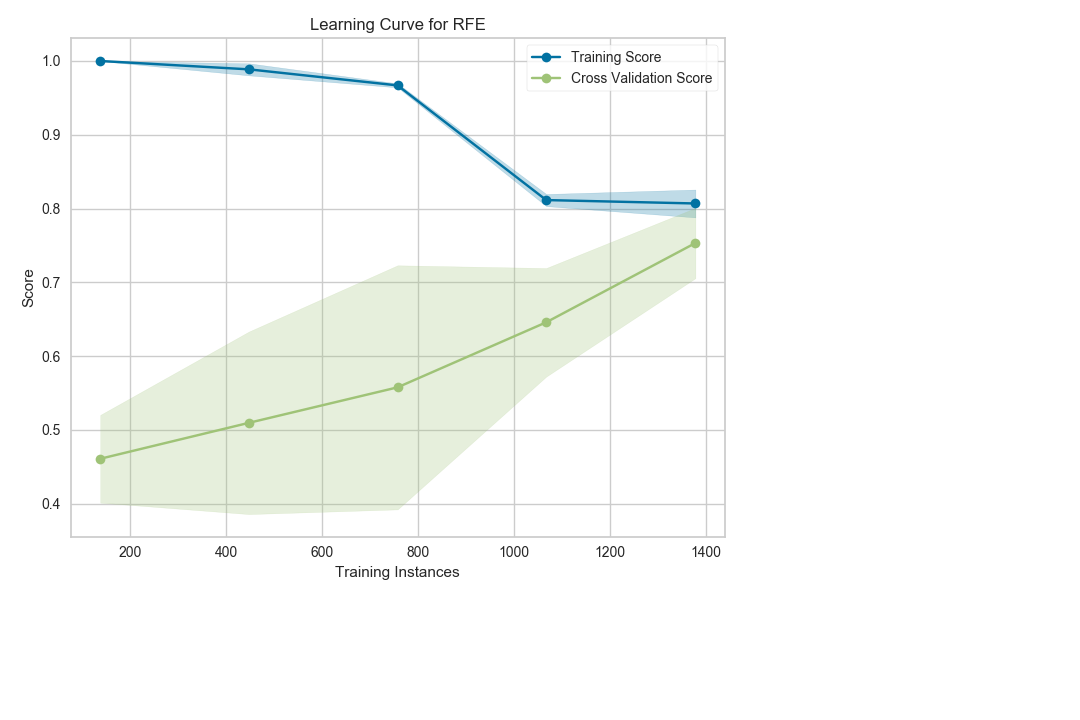 Learning Curve for RFE
Training Score
Cross Validation Score
1.0
0.9
0.8
0.7
0.6
0.5
0.4
Score
200 400 600 800 1000 1200 1400
Training Instances